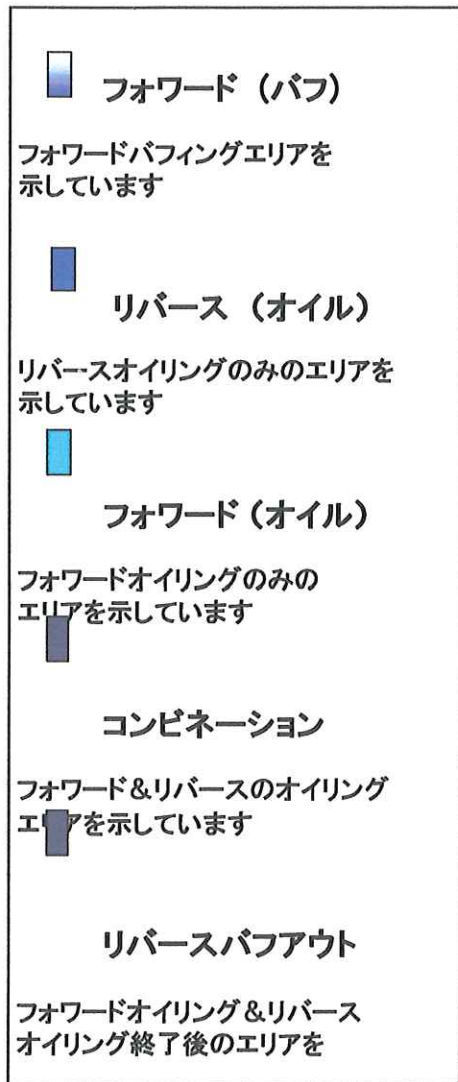 フォワード (バフ)
フォワードバフィングエリアを
示しています
リバース (オイル)
リバースオイリングのみのエリアを
示しています
フォワード (オイル)
フォワードオイリングのみの
エリアを示しています
コンビネーション
フォワード&リバースのオイリング
エリアを示しています
リバースバフアウト
フォワードオイリング&リバース
オイリング終了後のエリアを